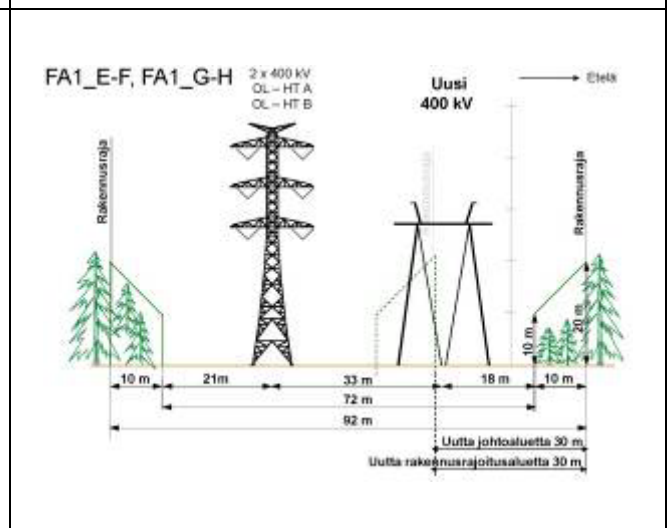 FA1_E-F, FA1_G-H
2 x 400 kV
OL – HT A
OL – HT B
Uusi
400 kV
Etelä
Rakennusraja
Rakennusraja
20 m
10 m
10 m
21m
33 m
18 m
10 m
72 m
92 m
Uutta johtoaluetta 30 m
Uutta rakennusrajoitusaluetta 30 m